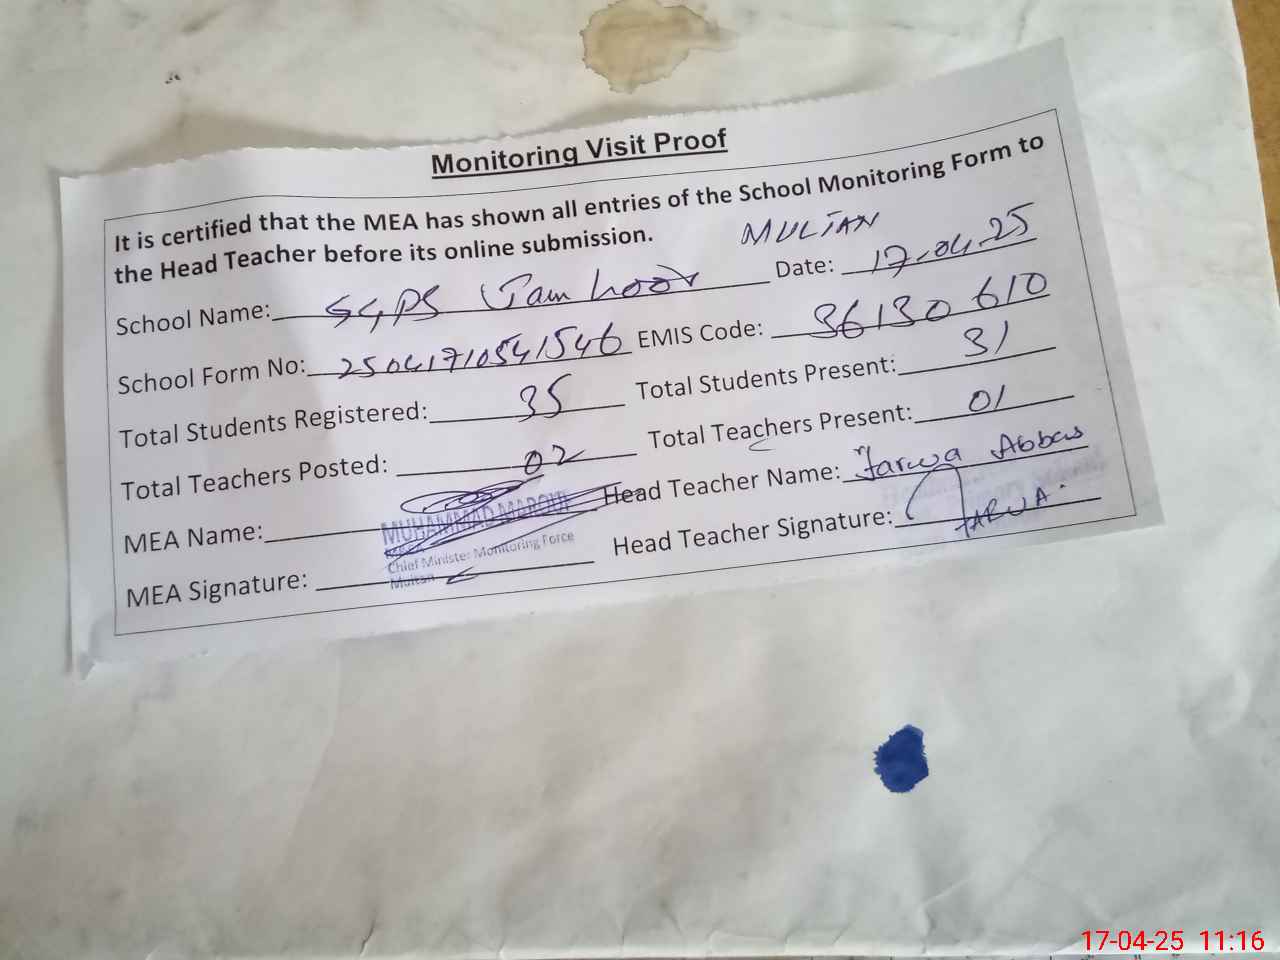 Monitoring Visit Proof
It is certified that the MEA has shown all entries of the School Monitoring Form to
the Head Teacher before its online submission.
MULTAN
School Name: GGPS Jamhoor Date: 17-04-25
School Form No: 25041710541546 EMIS Code: 36130610
Total Students Registered: 35 Total Students Present: 31
Total Teachers Posted: 02 Total Teachers Present: 01
MEA Name: MUHAMMAD Head Teacher Name: Farwa Abbas
Chief Minister Monitoring Force
Multan
MEA Signature: Head Teacher Signature: FARWA
17-04-25 11:16